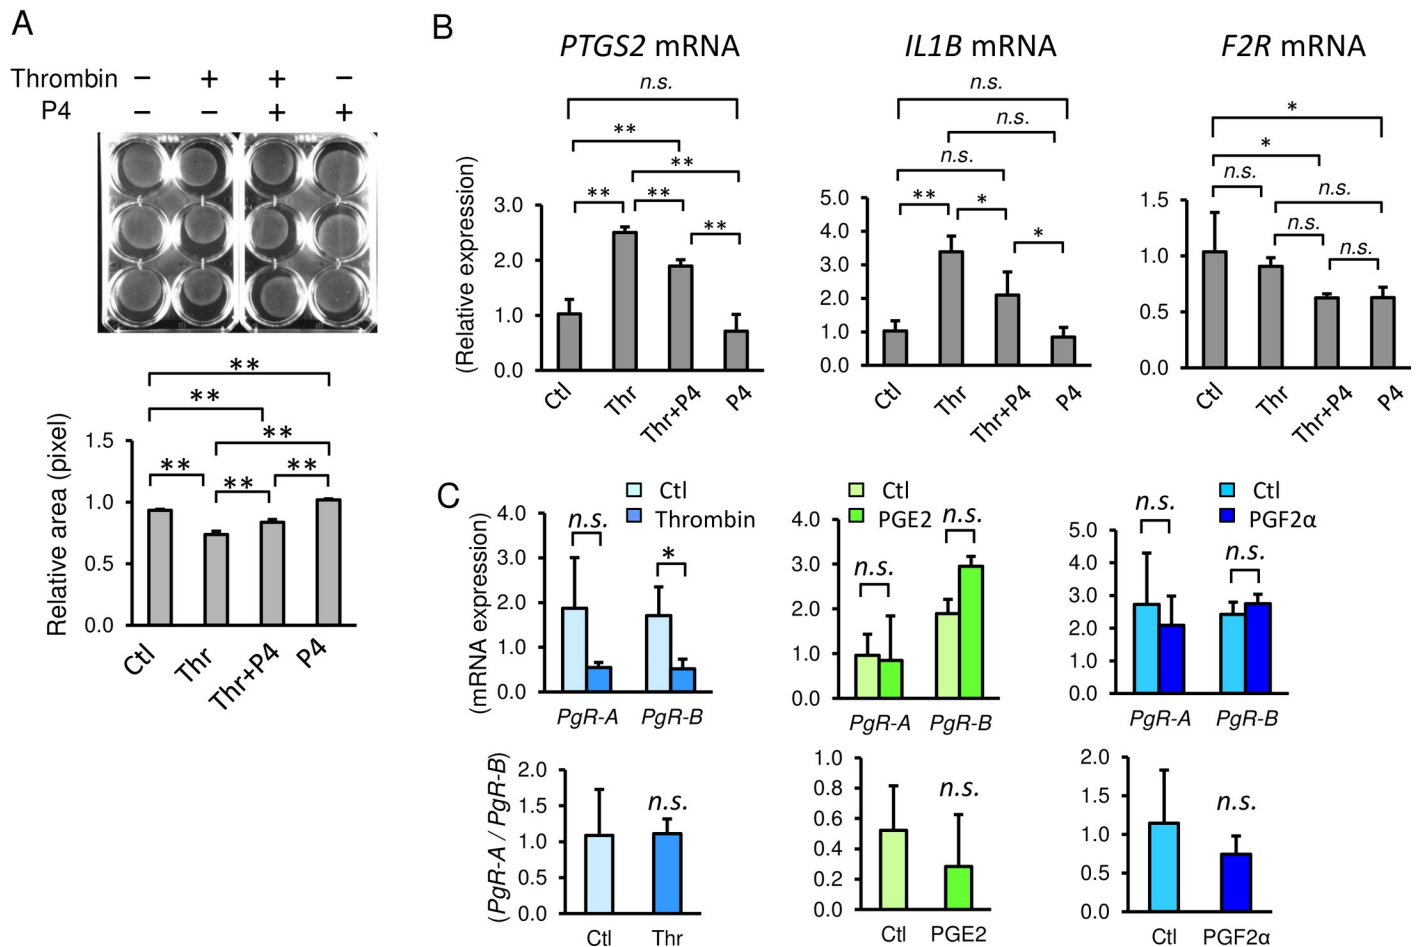 A
Thrombin − + + −
P4 − − + +
**
**
**
** ** **
Relative area (pixel)
1.5
1.0
0.5
0.0
Ctl Thr Thr+P4 P4
B
PTGS2 mRNA IL1B mRNA F2R mRNA
(Relative expression)
n.s.
**
**
** **
**
3.0
2.0
1.0
0.0
Ctl Thr Thr+P4 P4
n.s.
n.s.
n.s.
** *
*
5.0
4.0
3.0
2.0
1.0
0.0
Ctl Thr Thr+P4 P4
*
*
n.s. n.s.
n.s.
n.s.
1.5
1.0
0.5
0.0
Ctl Thr Thr+P4 P4
C
(mRNA expression)
Ctl
Thrombin
n.s.
*
4.0
3.0
2.0
1.0
0.0
PgR-A PgR-B
Ctl
PGE2
n.s.
n.s.
4.0
3.0
2.0
1.0
0.0
PgR-A PgR-B
Ctl
PGF2α
n.s.
n.s.
5.0
4.0
3.0
2.0
1.0
0.0
PgR-A PgR-B
(PgR-A / PgR-B)
2.0
1.5
1.0
0.5
0.0
n.s.
Ctl Thr
1.0
0.8
0.6
0.4
0.2
0.0
n.s.
Ctl PGE2
2.0
1.5
1.0
0.5
0.0
n.s.
Ctl PGF2α